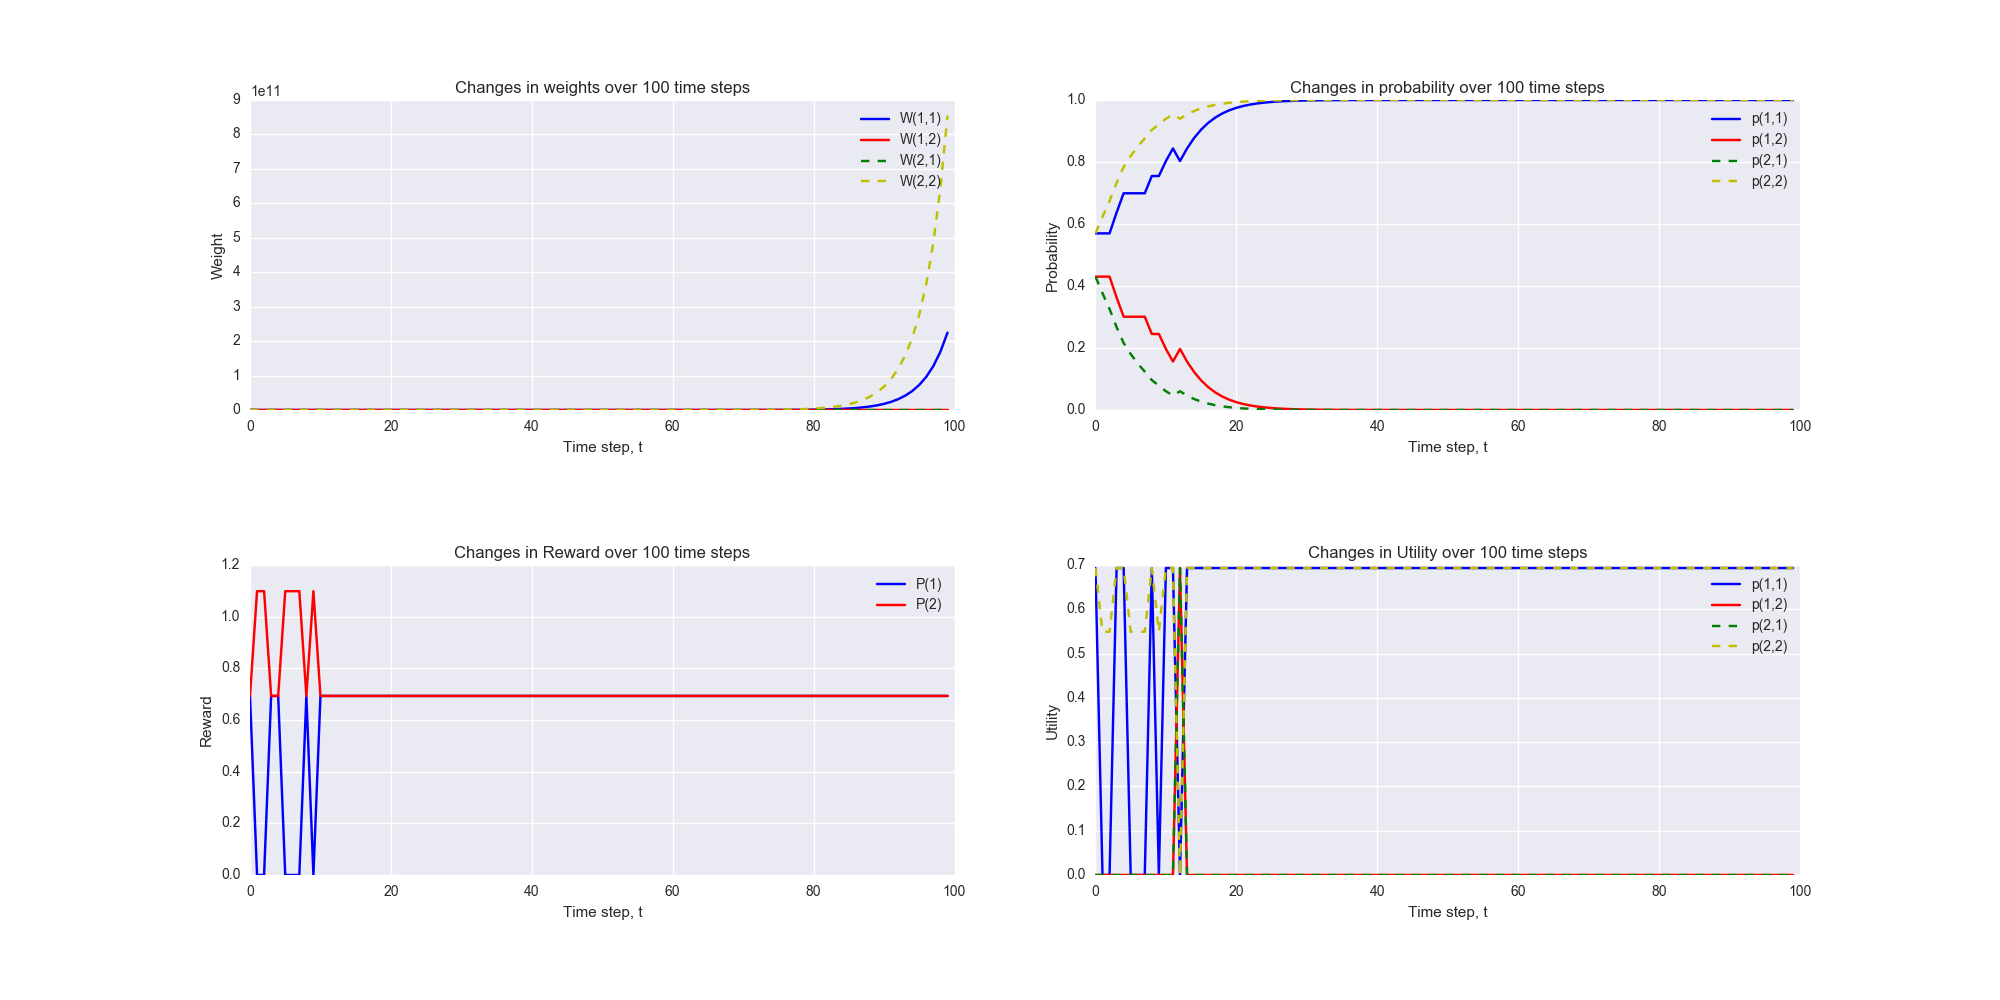 Changes in weights over 100 time steps
1e11
9
8
7
6
5
4
3
2
1
0
Weight
0 20 40 60 80 100
Time step, t
W(1,1)
W(1,2)
W(2,1)
W(2,2)
Changes in probability over 100 time steps
1.0
0.8
0.6
0.4
0.2
0.0
Probability
0 20 40 60 80 100
Time step, t
p(1,1)
p(1,2)
p(2,1)
p(2,2)
Changes in Reward over 100 time steps
1.2
1.0
0.8
0.6
0.4
0.2
0.0
Reward
0 20 40 60 80 100
Time step, t
P(1)
P(2)
Changes in Utility over 100 time steps
0.7
0.6
0.5
0.4
0.3
0.2
0.1
0.0
Utility
0 20 40 60 80 100
Time step, t
p(1,1)
p(1,2)
p(2,1)
p(2,2)